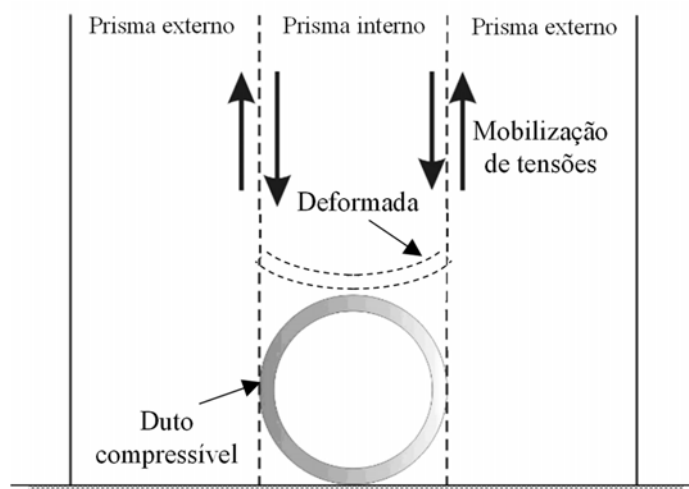 Prisma externo
Prisma interno
Prisma externo
Mobilização
de tensões
Deformada
Duto
compressível